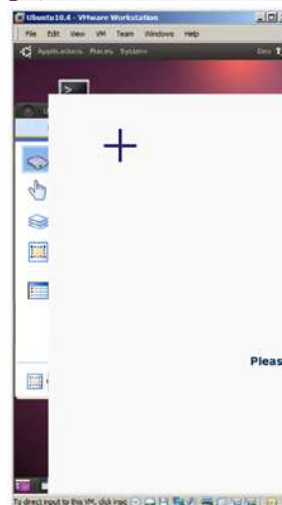 Ubuntu10.4 - VMware Workstation
File Edit View VM Team Windows Help
Applications Places System Dev
Pleas
To direct input to this VM, click insi